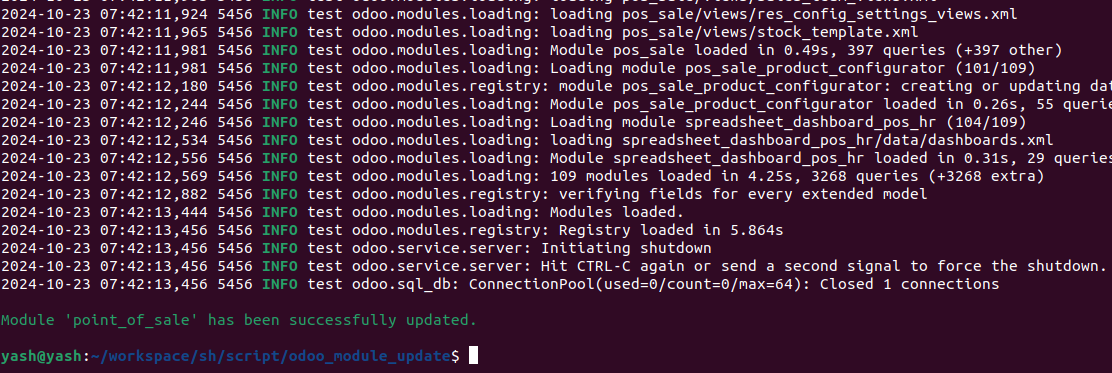 2024-10-23 07:42:11,924 5456 INFO test odoo.modules.loading: loading pos_sale/views/res_config_settings_views.xml
2024-10-23 07:42:11,965 5456 INFO test odoo.modules.loading: loading pos_sale/views/stock_template.xml
2024-10-23 07:42:11,981 5456 INFO test odoo.modules.loading: Module pos_sale loaded in 0.49s, 397 queries (+397 other)
2024-10-23 07:42:11,981 5456 INFO test odoo.modules.loading: Loading module pos_sale_product_configurator (101/109)
2024-10-23 07:42:12,180 5456 INFO test odoo.modules.registry: module pos_sale_product_configurator: creating or updating dat
2024-10-23 07:42:12,244 5456 INFO test odoo.modules.loading: Module pos_sale_product_configurator loaded in 0.26s, 55 querie
2024-10-23 07:42:12,246 5456 INFO test odoo.modules.loading: Loading module spreadsheet_dashboard_pos_hr (104/109)
2024-10-23 07:42:12,534 5456 INFO test odoo.modules.loading: loading spreadsheet_dashboard_pos_hr/data/dashboards.xml
2024-10-23 07:42:12,556 5456 INFO test odoo.modules.loading: Module spreadsheet_dashboard_pos_hr loaded in 0.31s, 29 queries
2024-10-23 07:42:12,569 5456 INFO test odoo.modules.loading: 109 modules loaded in 4.25s, 3268 queries (+3268 extra)
2024-10-23 07:42:12,882 5456 INFO test odoo.modules.registry: verifying fields for every extended model
2024-10-23 07:42:13,444 5456 INFO test odoo.modules.loading: Modules loaded.
2024-10-23 07:42:13,456 5456 INFO test odoo.modules.registry: Registry loaded in 5.864s
2024-10-23 07:42:13,456 5456 INFO test odoo.service.server: Initiating shutdown
2024-10-23 07:42:13,456 5456 INFO test odoo.service.server: Hit CTRL-C again or send a second signal to force the shutdown.
2024-10-23 07:42:13,456 5456 INFO test odoo.sql_db: ConnectionPool(used=0/count=0/max=64): Closed 1 connections
Module 'point_of_sale' has been successfully updated.
yash@yash:~/workspace/sh/script/odoo_module_update$